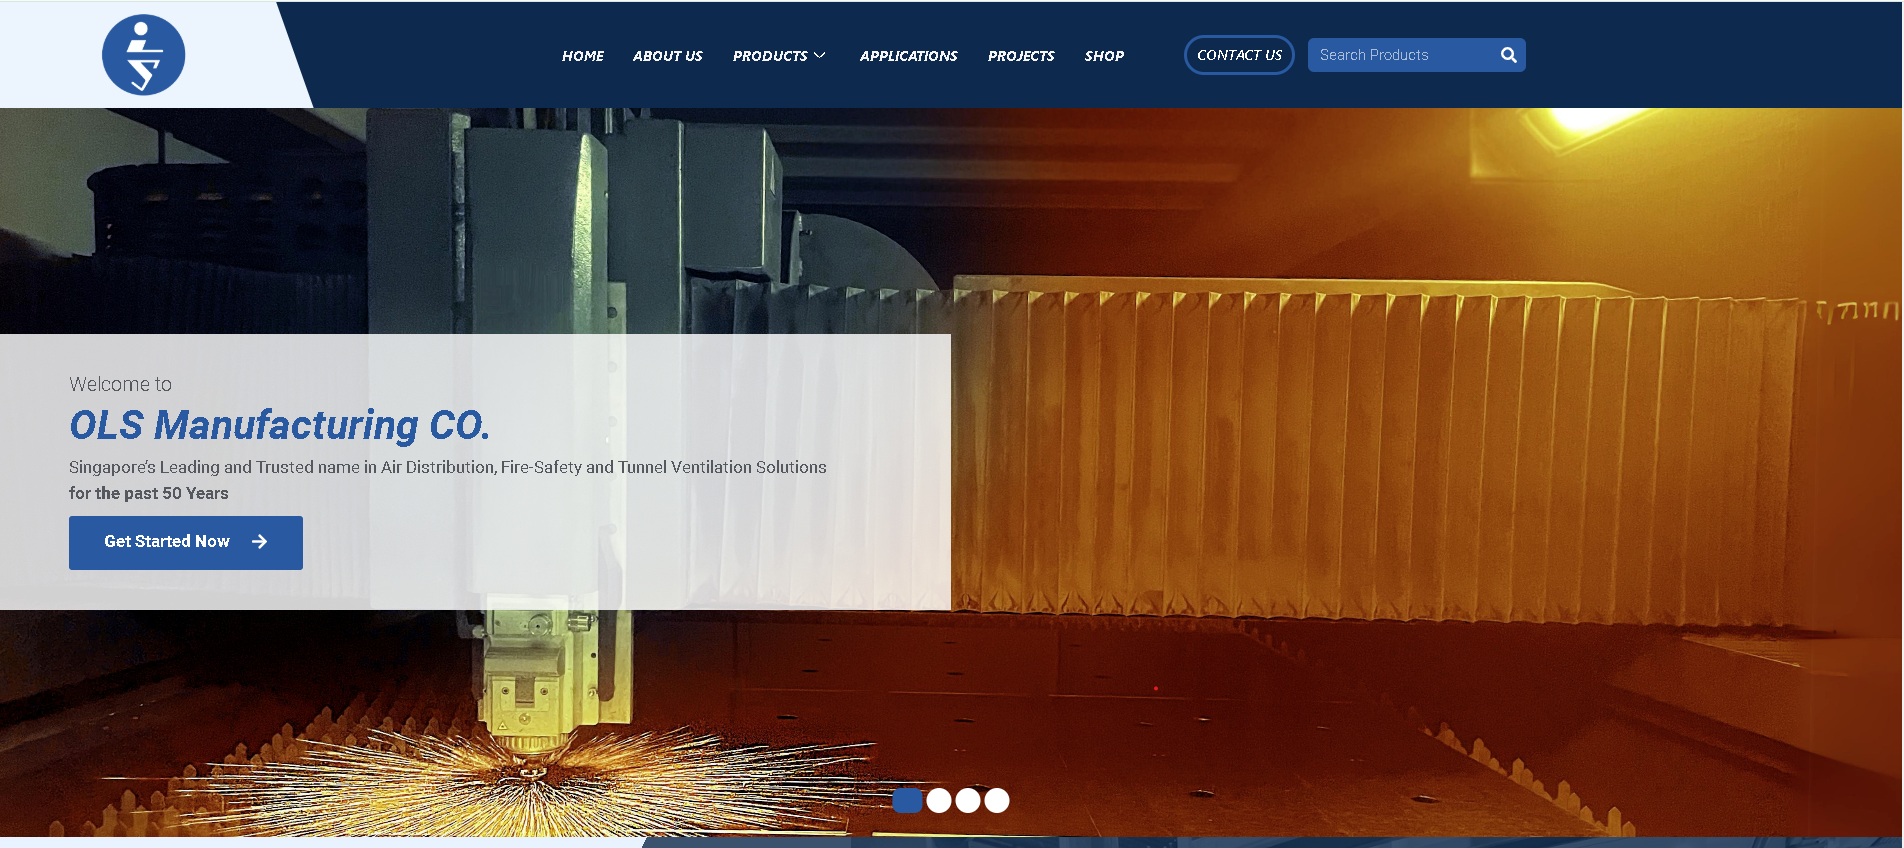 HOME ABOUT US PRODUCTS APPLICATIONS PROJECTS SHOP CONTACT US Search Products
Welcome to
OLS Manufacturing CO.
Singapore's Leading and Trusted name in Air Distribution, Fire-Safety and Tunnel Ventilation Solutions
for the past 50 Years
Get Started Now